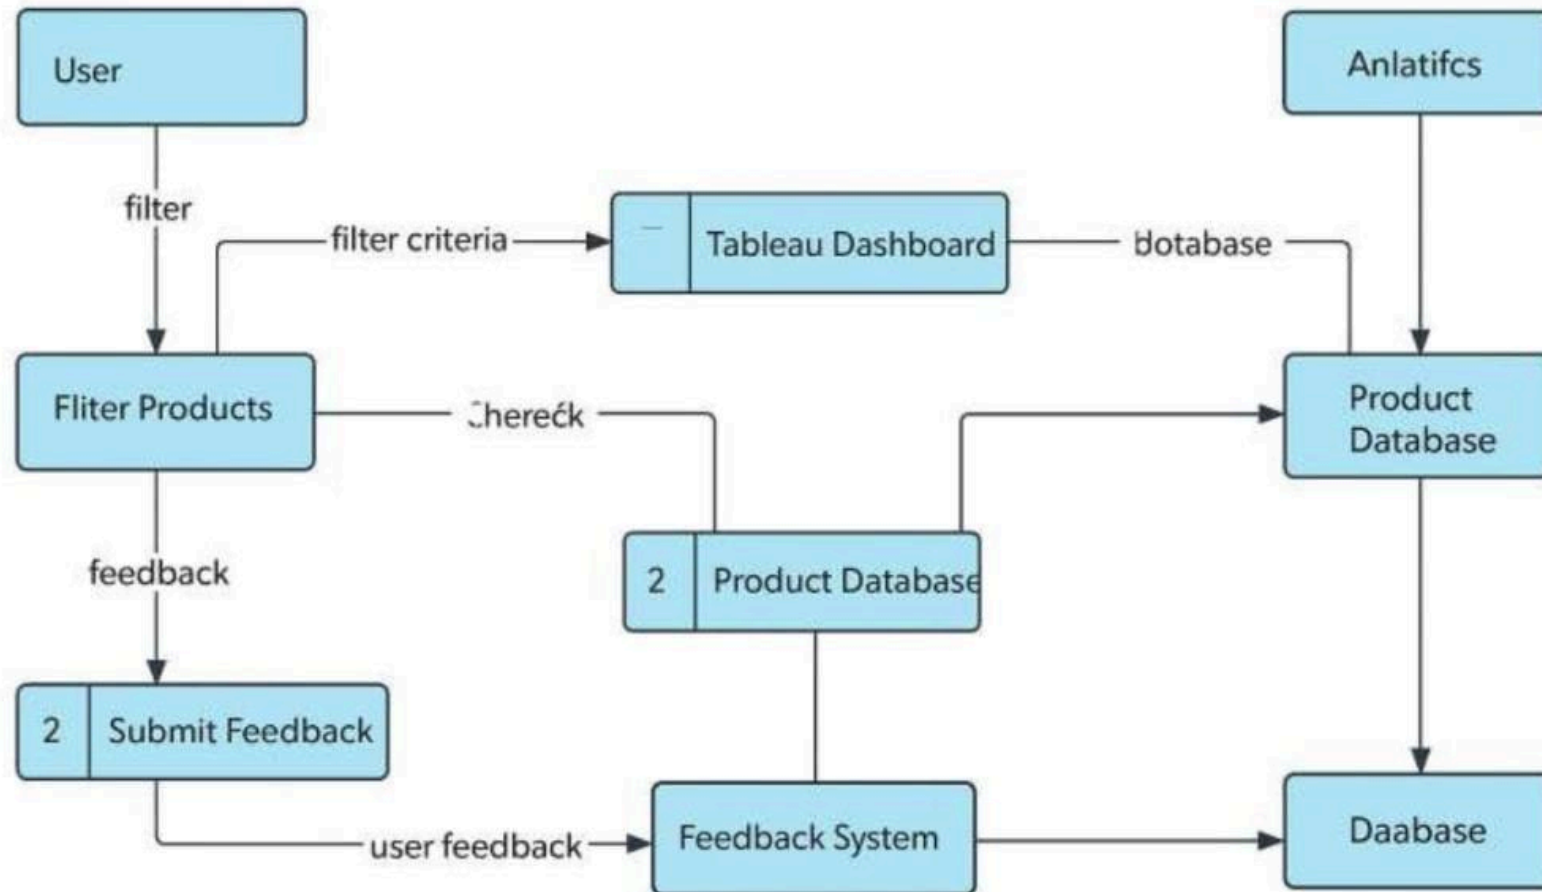 User
Anlatifcs
filter
filter criteria
Tableau Dashboard
botabase
Fliter Products
Product
Database
2
Product Database
feedback
2
Submit Feedback
user feedback
Feedback System
Daabase